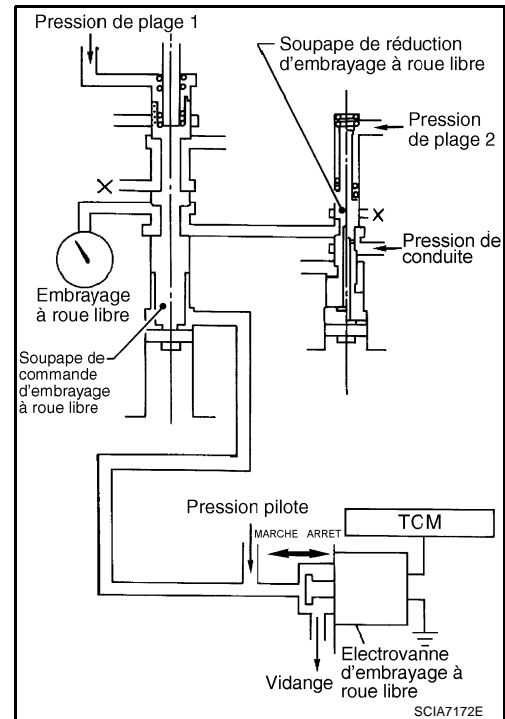 Pression de plage 1
Soupape de réduction
d'embrayage à roue libre
Pression
de plage 2
Pression de
conduite
Embrayage
à roue libre
Soupape de
commande
d'embrayage
à roue libre
Pression pilote
MARCHE ARRET
TCM
Vidange
Electrovanne
d'embrayage à
roue libre
SCIA7172E